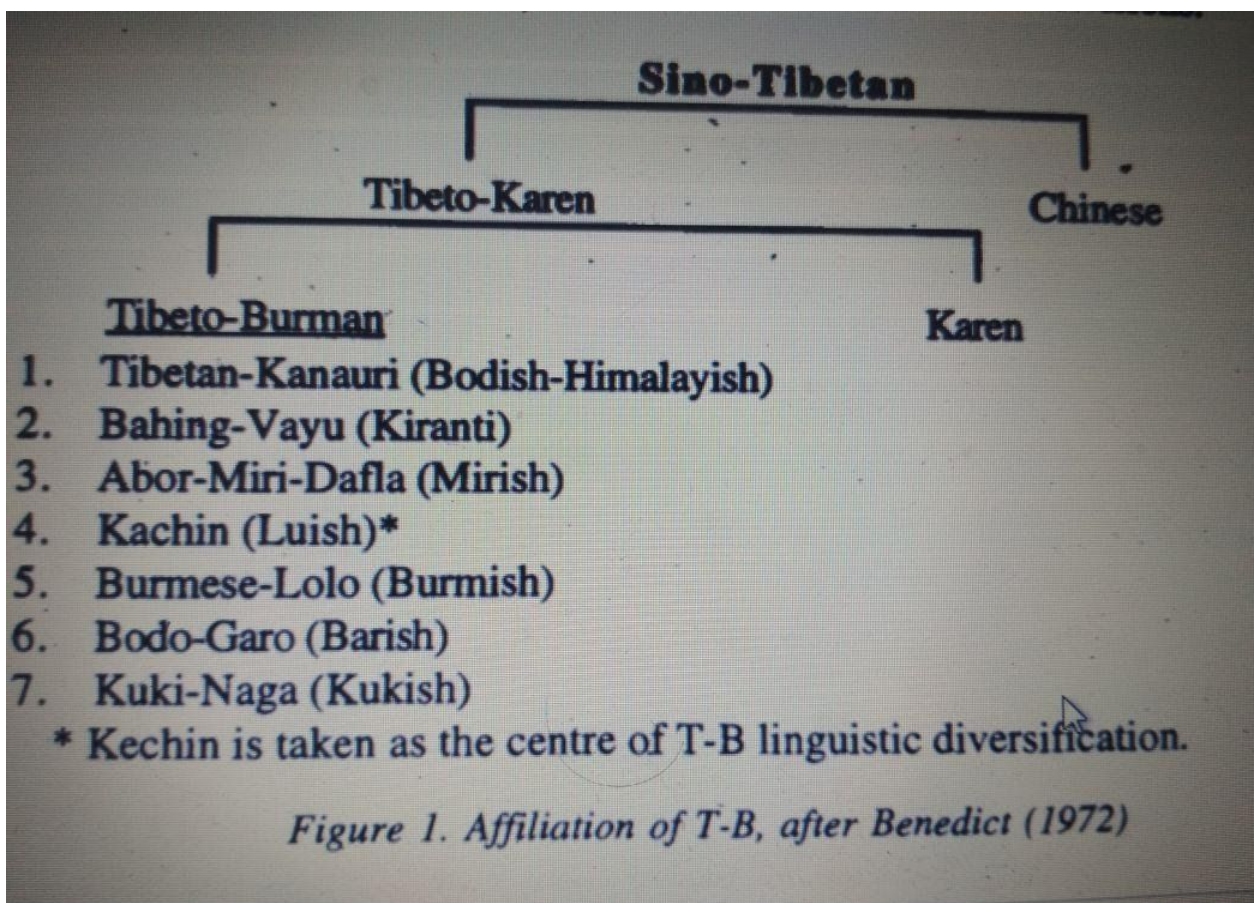 Sino-Tibetan
Tibeto-Karen Chinese
Tibeto-Burman Karen
1. Tibetan-Kanauri (Bodish-Himalayish)
2. Bahing-Vayu (Kiranti)
3. Abor-Miri-Dafla (Mirish)
4. Kachin (Luish)*
5. Burmese-Lolo (Burmish)
6. Bodo-Garo (Barish)
7. Kuki-Naga (Kukish)
* Kechin is taken as the centre of T-B linguistic diversification.
Figure 1. Affiliation of T-B, after Benedict (1972)